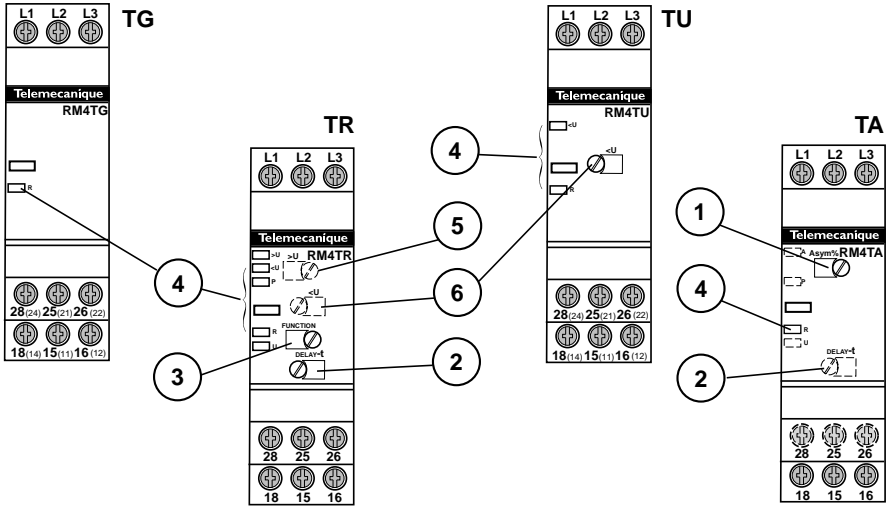 TG
L1 L2 L3
Telemecanique
RM4TG
R
28(24) 25(21) 26(22)
18(14) 15(11) 16(12)
4
TR
L1 L2 L3
Telemecanique
>U >U RM4TR
<U
P
<U
R FUNCTION
U
DELAY-t
28 25 26
18 15 16
3
2
5
6
TU
L1 L2 L3
Telemecanique
RM4TU
<U
<U
R
28(24) 25(21) 26(22)
18(14) 15(11) 16(12)
4
TA
L1 L2 L3
Telemecanique
A Asym% RM4TA
P
R
U
DELAY-t
28 25 26
18 15 16
1
4
2